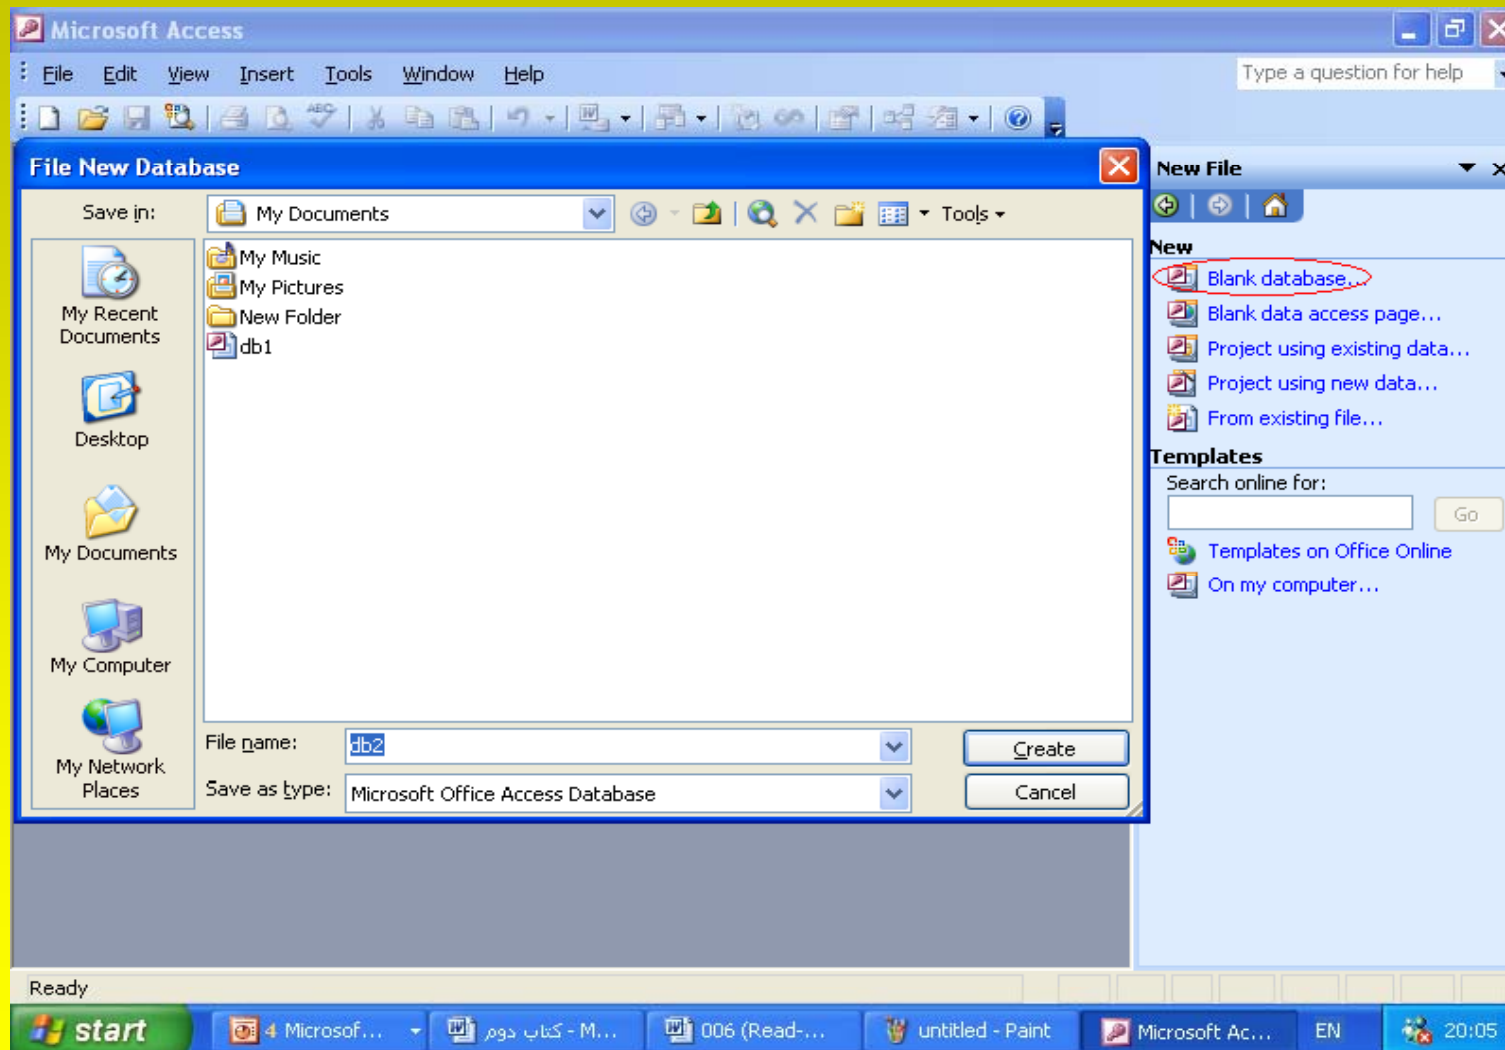 Microsoft Access
File Edit View Insert Tools Window Help
Type a question for help
File New Database
Save in:
My Documents
Tools
My Music
My Pictures
New Folder
db1
My Recent
Documents
Desktop
My Documents
My Computer
My Network
Places
File name:
db2
Create
Save as type:
Microsoft Office Access Database
Cancel
New File
New
Blank database...
Blank data access page...
Project using existing data...
Project using new data...
From existing file...
Templates
Search online for:
Go
Templates on Office Online
On my computer...
Ready
start
4 Microsof...
کتاب دوم - M...
006 (Read-...
untitled - Paint
Microsoft Ac...
EN
20:05